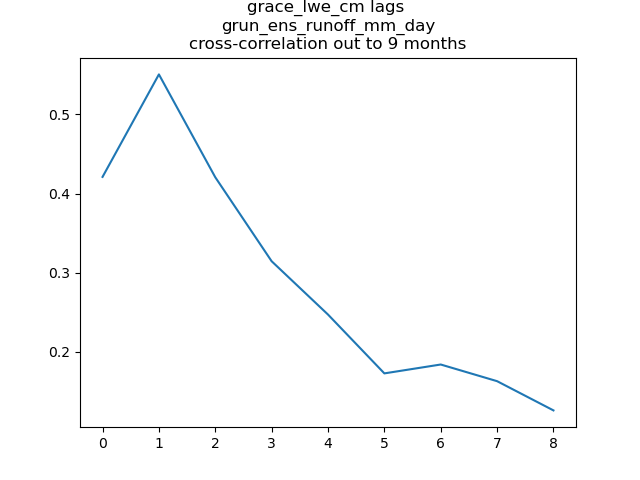 grace_lwe_cm lags
grun_ens_runoff_mm_day
cross-correlation out to 9 months
0.5
0.4
0.3
0.2
0 1 2 3 4 5 6 7 8